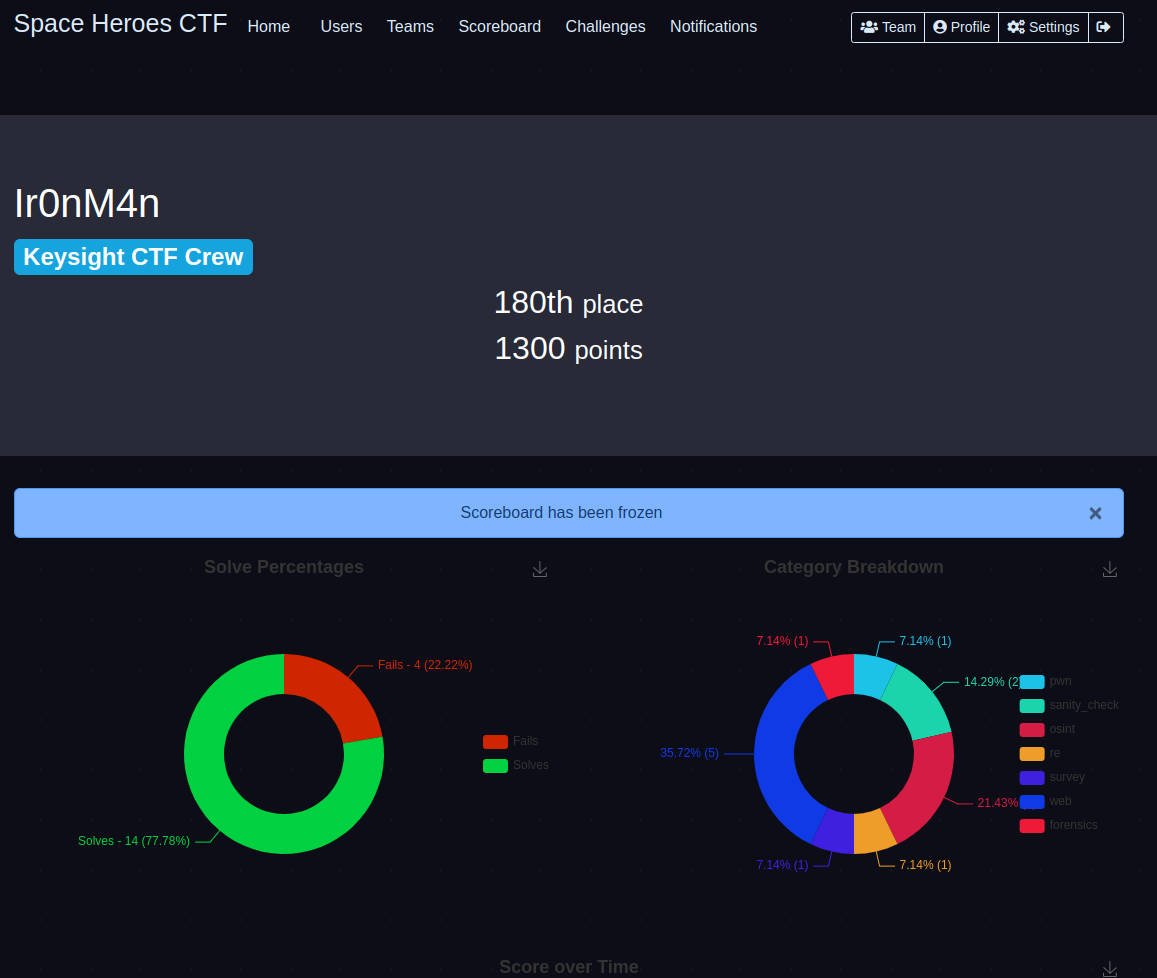 Space Heroes CTF Home Users Teams Scoreboard Challenges Notifications Team Profile Settings
Ir0nM4n
Keysight CTF Crew
180th place
1300 points
Scoreboard has been frozen ×
Solve Percentages
Fails - 4 (22.22%)
Solves - 14 (77.78%)
Fails
Solves
Category Breakdown
7.14% (1)
7.14% (1)
14.29% (2
35.72% (5)
21.43%
7.14% (1)
7.14% (1)
pwn
sanity_check
osint
re
survey
web
forensics
Score over Time